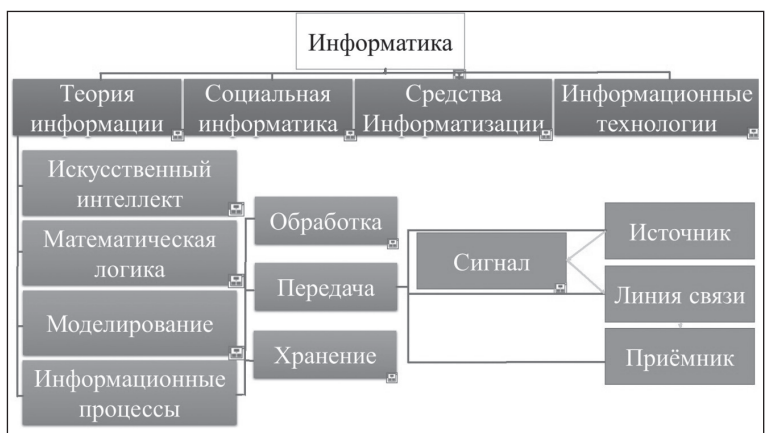 Информатика
Теория
информации
Социальная
информатика
Средства
Информатизации
Информационные
технологии
Искусственный
интеллект
Математическая
логика
Моделирование
Информационные
процессы
Обработка
Передача
Хранение
Сигнал
Источник
Линия связи
Приёмник